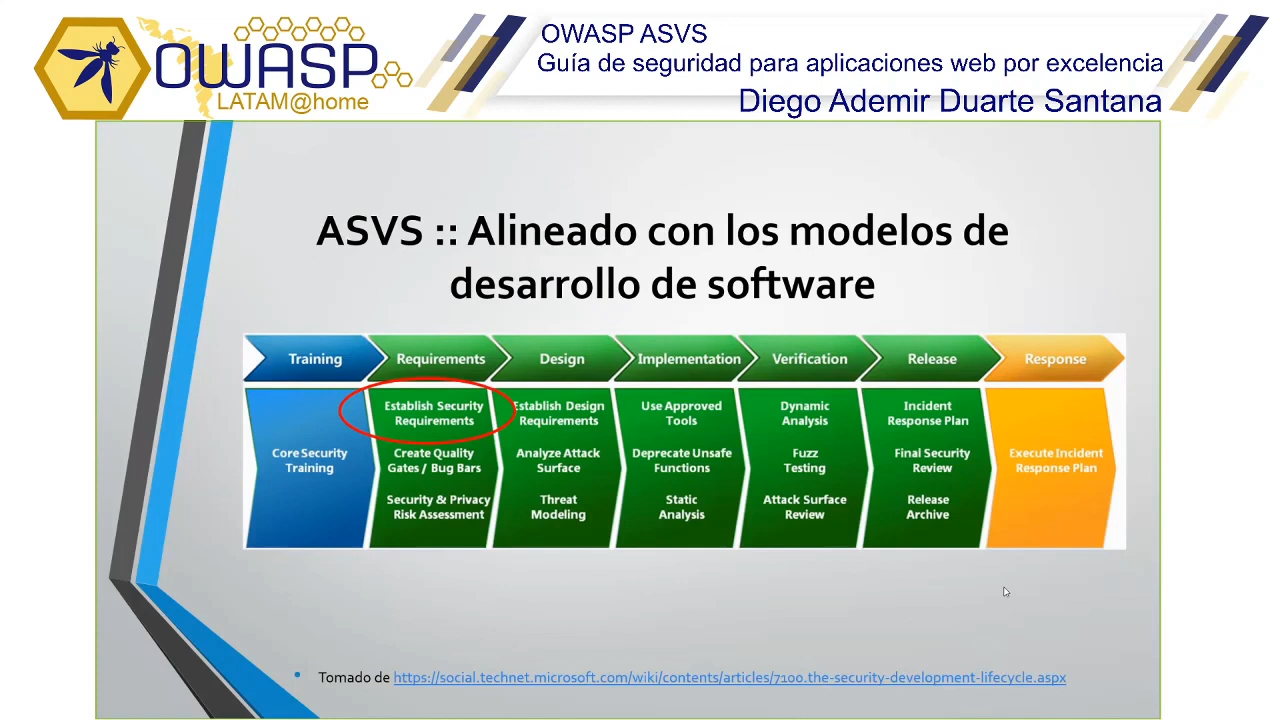 OWASP
LATAM@home
OWASP ASVS
Guía de seguridad para aplicaciones web por excelencia
Diego Ademir Duarte Santana
ASVS :: Alineado con los modelos de
desarrollo de software
Training
Requirements
Design
Implementation
Verification
Release
Response
Core Security
Training
Establish Security
Requirements
Create Quality
Gates / Bug Bars
Security & Privacy
Risk Assessment
Establish Design
Requirements
Analyze Attack
Surface
Threat
Modeling
Use Approved
Tools
Deprecate Unsafe
Functions
Static
Analysis
Dynamic
Analysis
Fuzz
Testing
Attack Surface
Review
Incident
Response Plan
Final Security
Review
Release
Archive
Execute Incident
Response Plan
• Tomado de https://social.technet.microsoft.com/wiki/contents/articles/7100.the-security-development-lifecycle.aspx